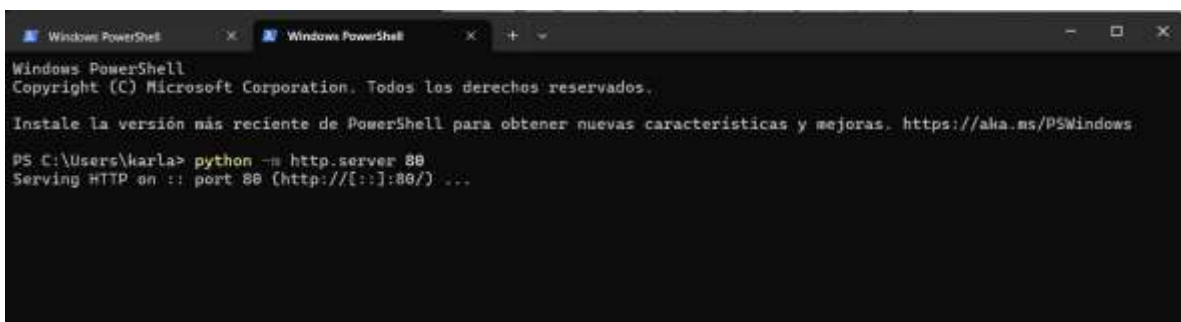 Windows PowerShell
Windows PowerShell
Windows PowerShell
Copyright (C) Microsoft Corporation. Todos los derechos reservados.
Instale la versión más reciente de PowerShell para obtener nuevas características y mejoras. https://aka.ms/PSWindows
PS C:\Users\karla> python -m http.server 80
Serving HTTP on :: port 80 (http://[::]:80/) ...